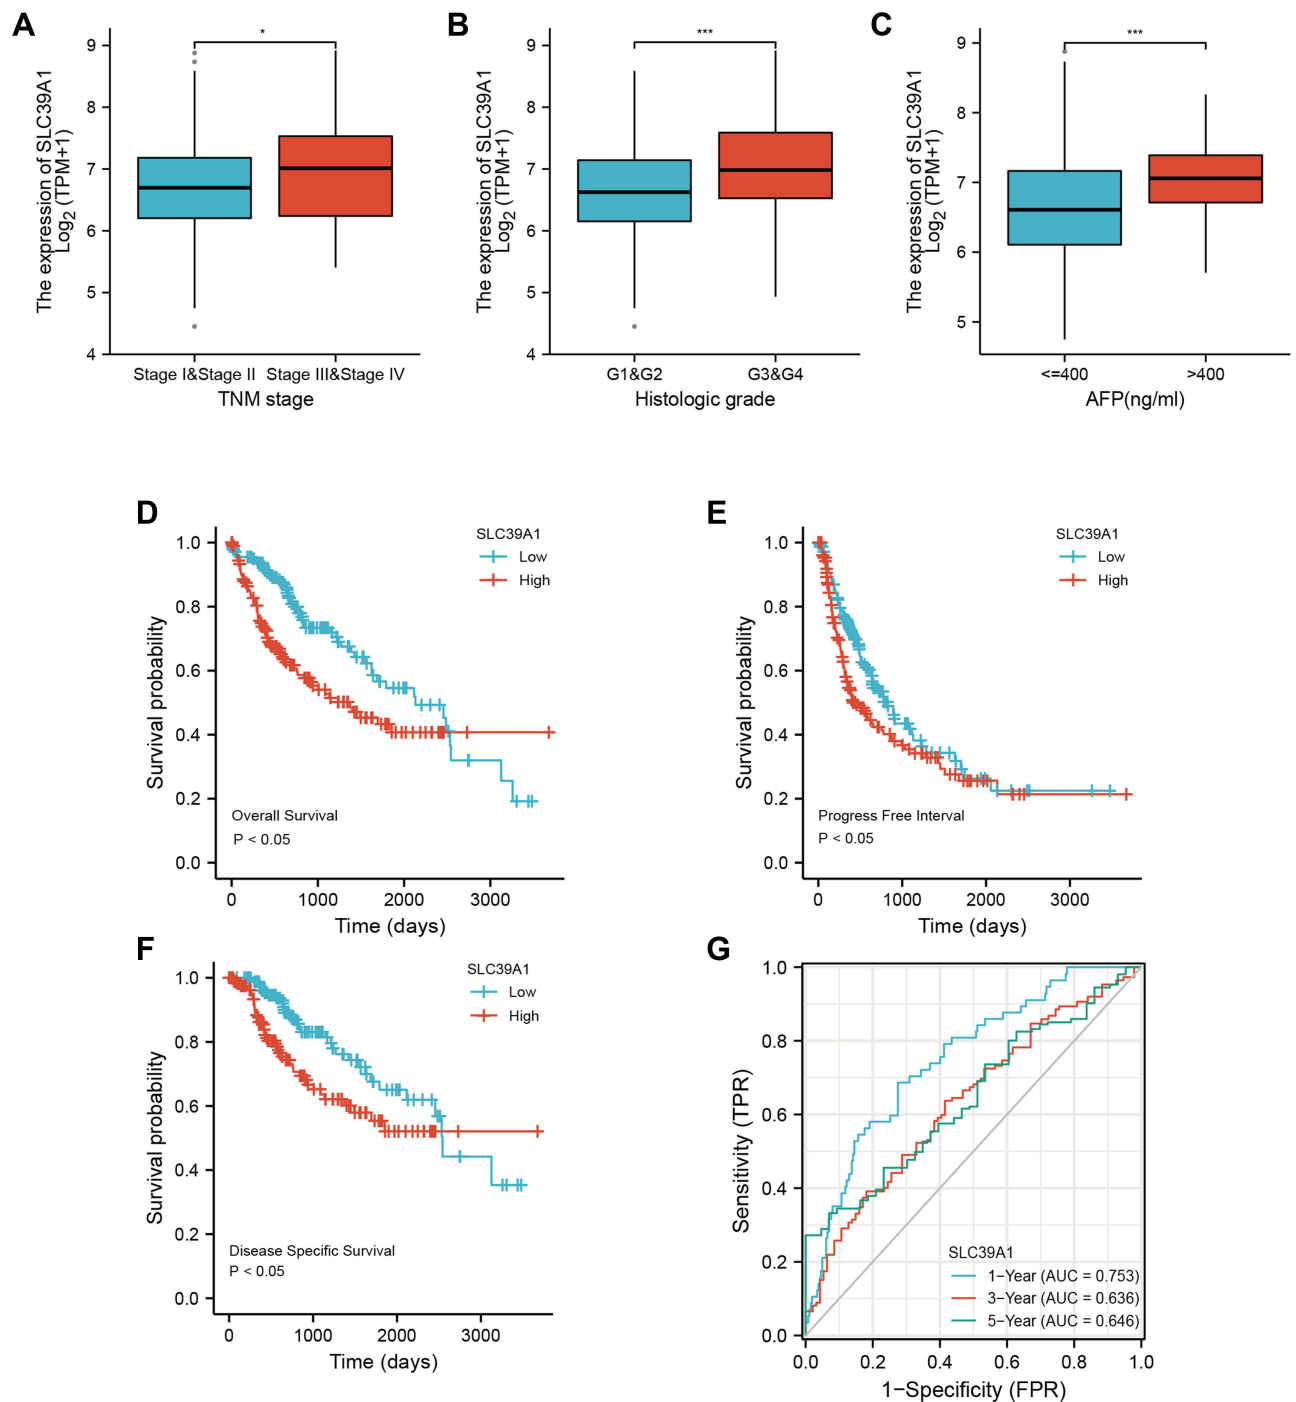 A
The expression of SLC39A1
Log2 (TPM+1)
9
8
7
6
5
4
*
Stage I&Stage II
Stage III&Stage IV
TNM stage
B
The expression of SLC39A1
Log2 (TPM+1)
9
8
7
6
5
4
***
G1&G2
G3&G4
Histologic grade
C
The expression of SLC39A1
Log2 (TPM+1)
9
8
7
6
5
***
<=400
>400
AFP(ng/ml)
D
Survival probability
1.0
0.8
0.6
0.4
0.2
0.0
SLC39A1
Low
High
Overall Survival
P < 0.05
0
1000
2000
3000
Time (days)
E
Survival probability
1.0
0.8
0.6
0.4
0.2
0.0
SLC39A1
Low
High
Progress Free Interval
P < 0.05
0
1000
2000
3000
Time (days)
F
Survival probability
1.0
0.8
0.6
0.4
0.2
0.0
SLC39A1
Low
High
Disease Specific Survival
P < 0.05
0
1000
2000
3000
Time (days)
G
Sensitivity (TPR)
1.0
0.8
0.6
0.4
0.2
0.0
SLC39A1
1−Year (AUC = 0.753)
3−Year (AUC = 0.636)
5−Year (AUC = 0.646)
0.0
0.2
0.4
0.6
0.8
1.0
1−Specificity (FPR)